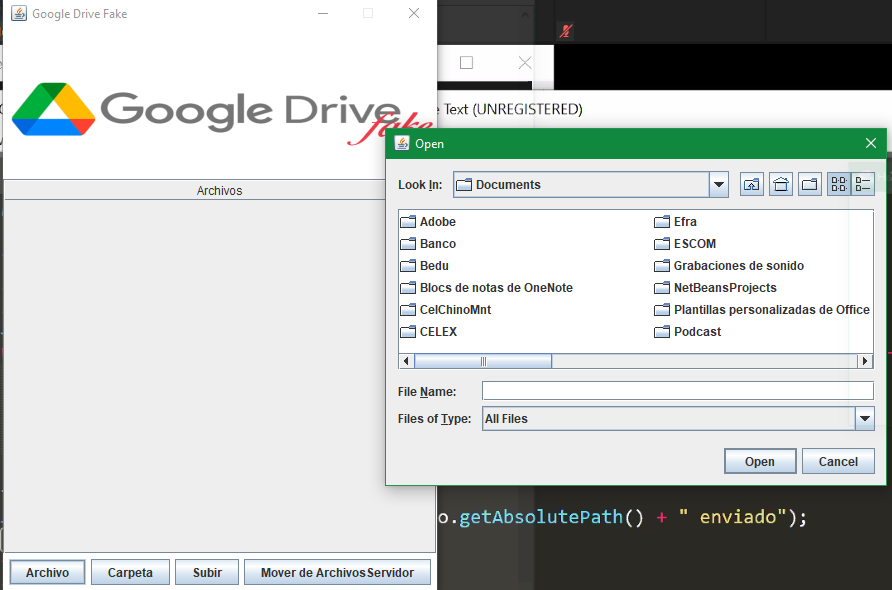 Google Drive Fake
Google Drive
fake
e Text (UNREGISTERED)
Open
Look In:
Documents
Archivos
Adobe
Efra
Banco
ESCOM
Bedu
Grabaciones de sonido
Blocs de notas de OneNote
NetBeansProjects
CelChinoMnt
Plantillas personalizadas de Office
CELEX
Podcast
File Name:
Files of Type:
All Files
Open
Cancel
o.getAbsolutePath() + " enviado");
Archivo
Carpeta
Subir
Mover de ArchivosServidor